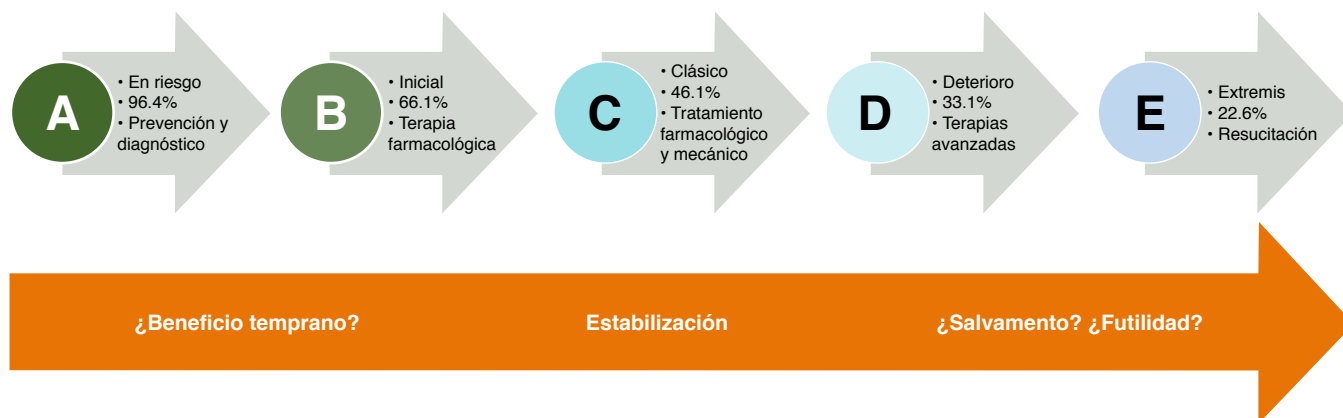 A
• En riesgo
• 96.4%
• Prevención y
diagnóstico
B
• Inicial
• 66.1%
• Terapia
farmacológica
C
• Clásico
• 46.1%
• Tratamiento
farmacológico
y mecánico
D
• Deterioro
• 33.1%
• Terapias
avanzadas
E
• Extremis
• 22.6%
• Resucitación
¿Beneficio temprano?
Estabilización
¿Salvamento? ¿Futilidad?